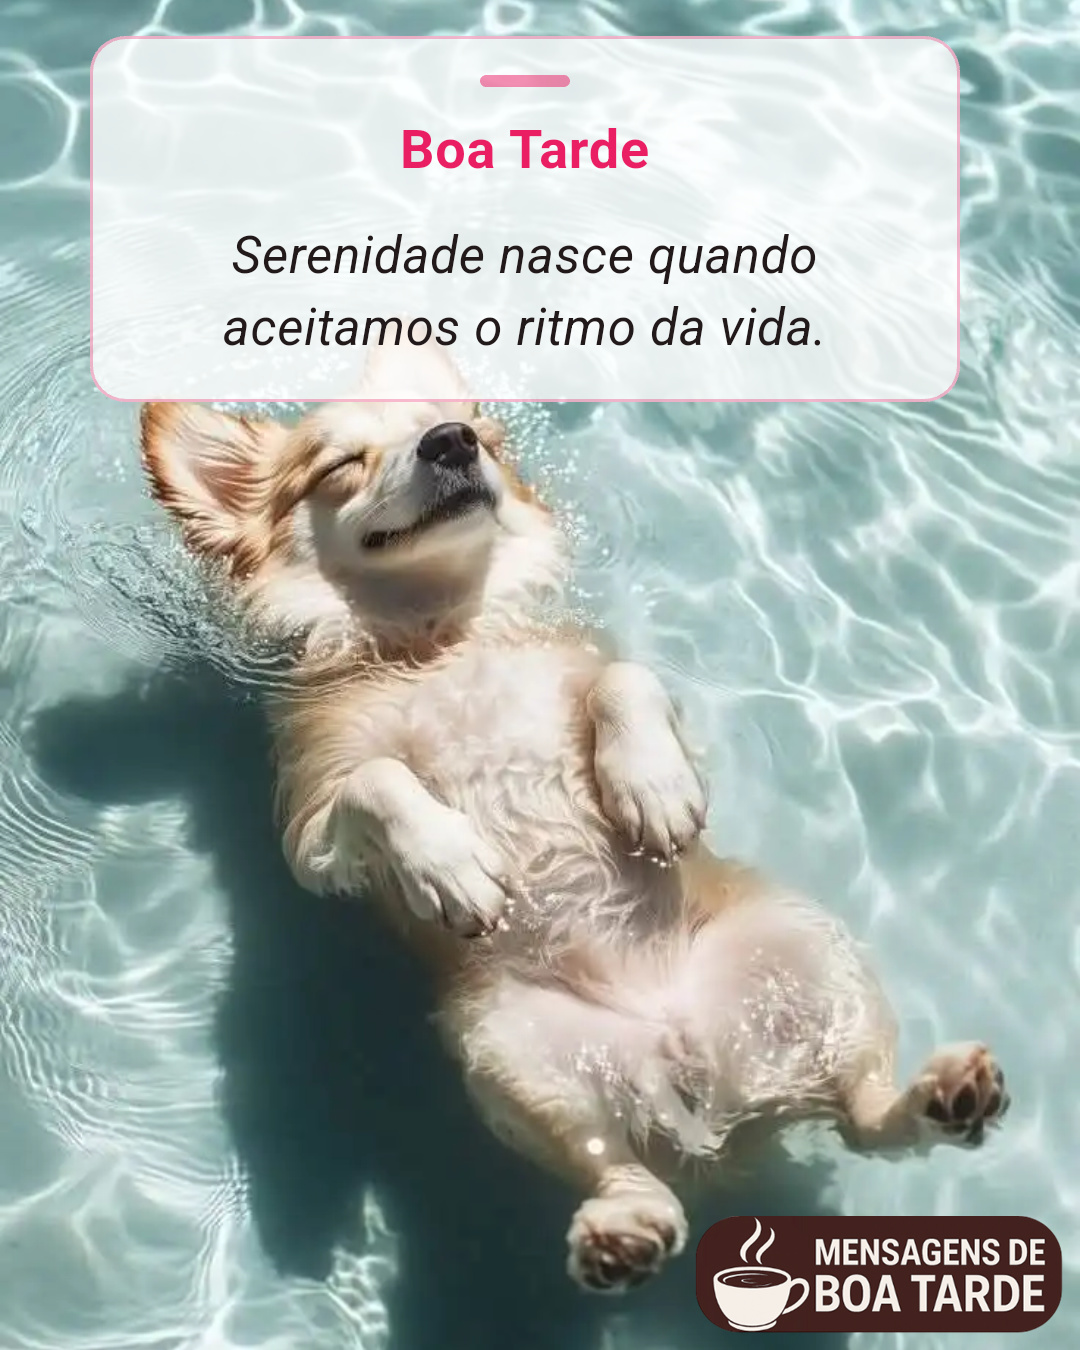 Boa Tarde
Serenidade nasce quando
aceitamos o ritmo da vida.
MENSAGENS DE
BOA TARDE